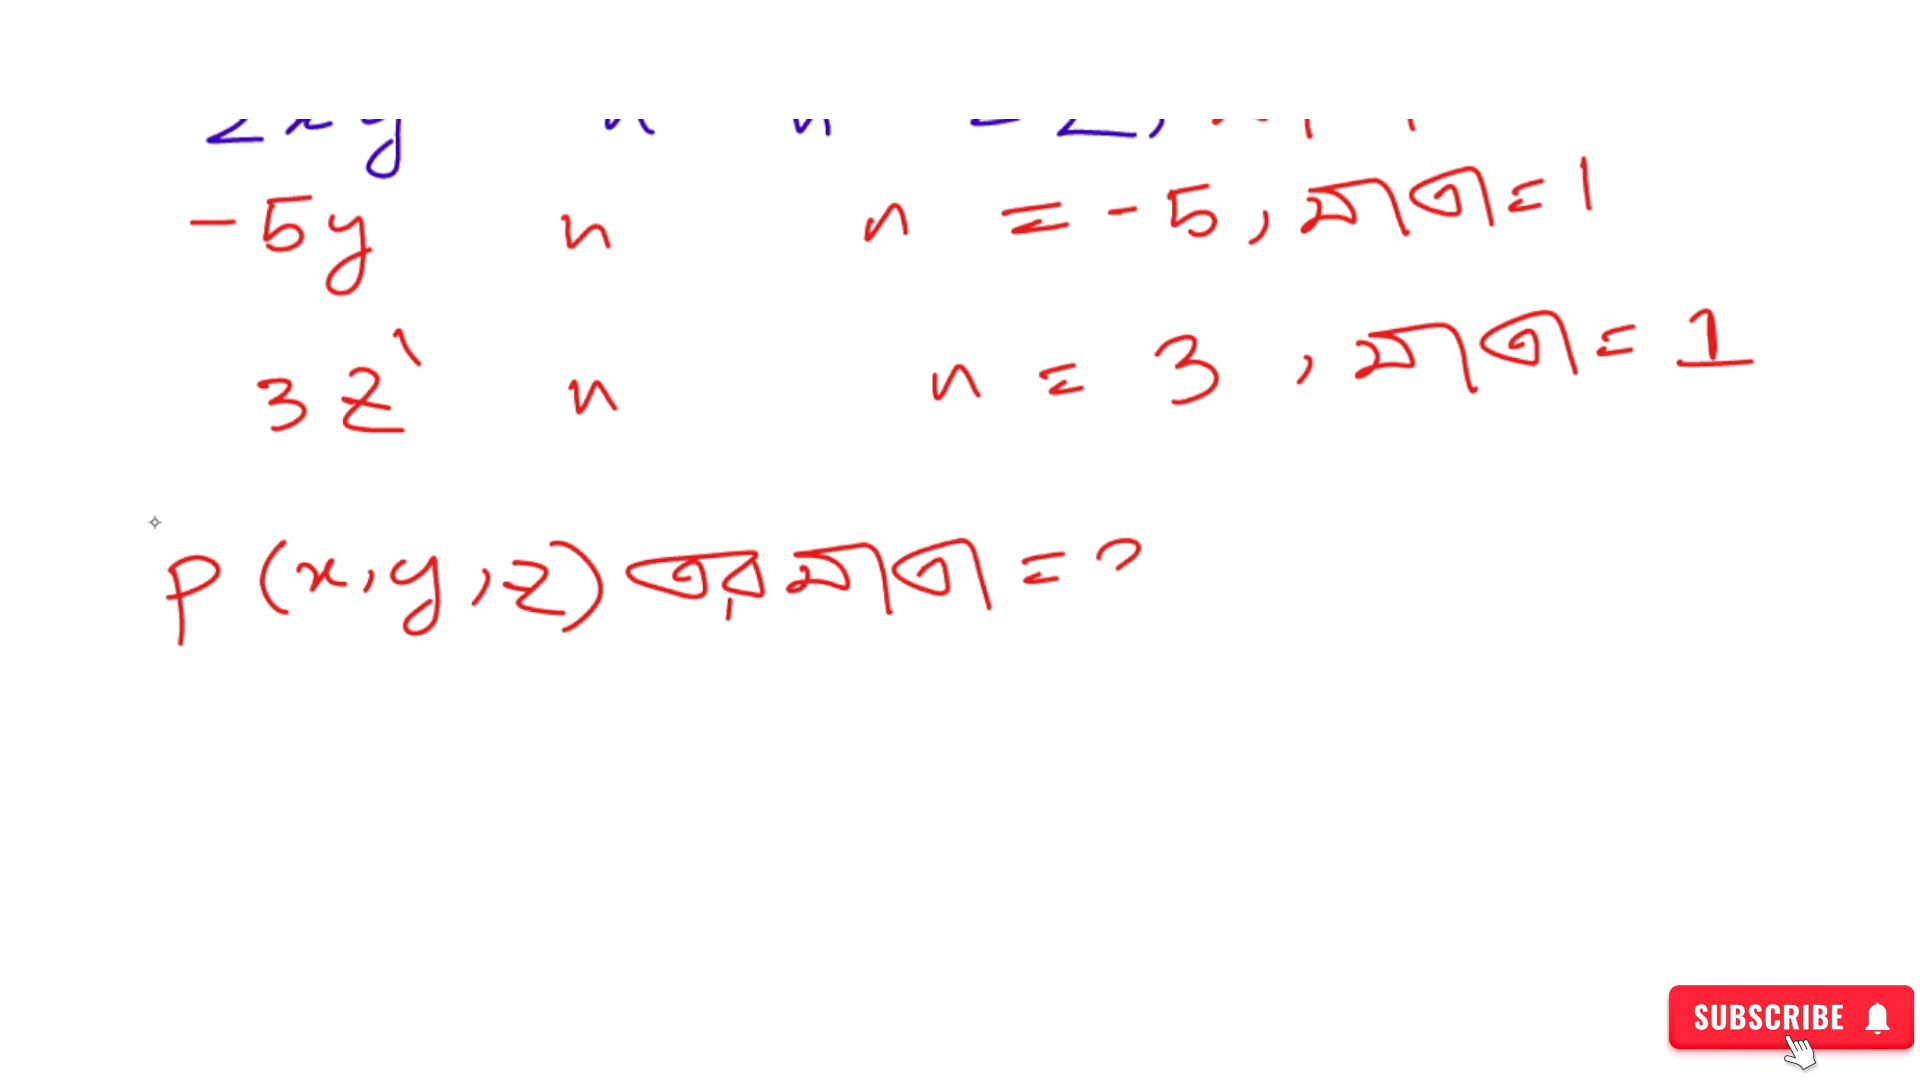 -5y " " = -5, মাত্রা = 1
3z¹ " " = 3, মাত্রা = 1
P(x,y,z) এর মাত্রা = ?
SUBSCRIBE